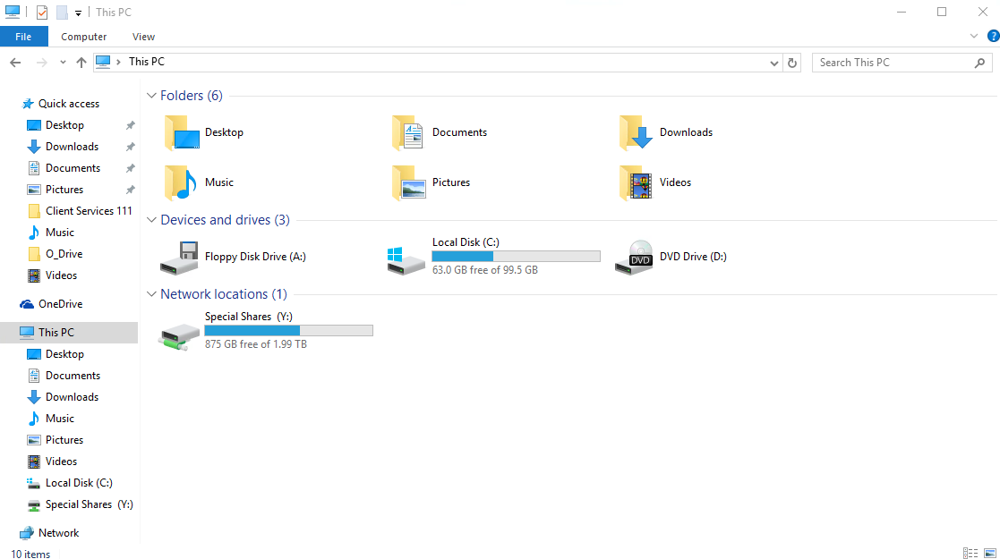 This PC
File Computer View
This PC
Search This PC
Quick access
Desktop
Downloads
Documents
Pictures
Client Services 111
Music
O_Drive
Videos
OneDrive
This PC
Desktop
Documents
Downloads
Music
Pictures
Videos
Local Disk (C:)
Special Shares (Y:)
Network
Folders (6)
Desktop
Documents
Downloads
Music
Pictures
Videos
Devices and drives (3)
Floppy Disk Drive (A:)
Local Disk (C:)
63.0 GB free of 99.5 GB
DVD
DVD Drive (D:)
Network locations (1)
Special Shares (Y:)
875 GB free of 1.99 TB
10 items